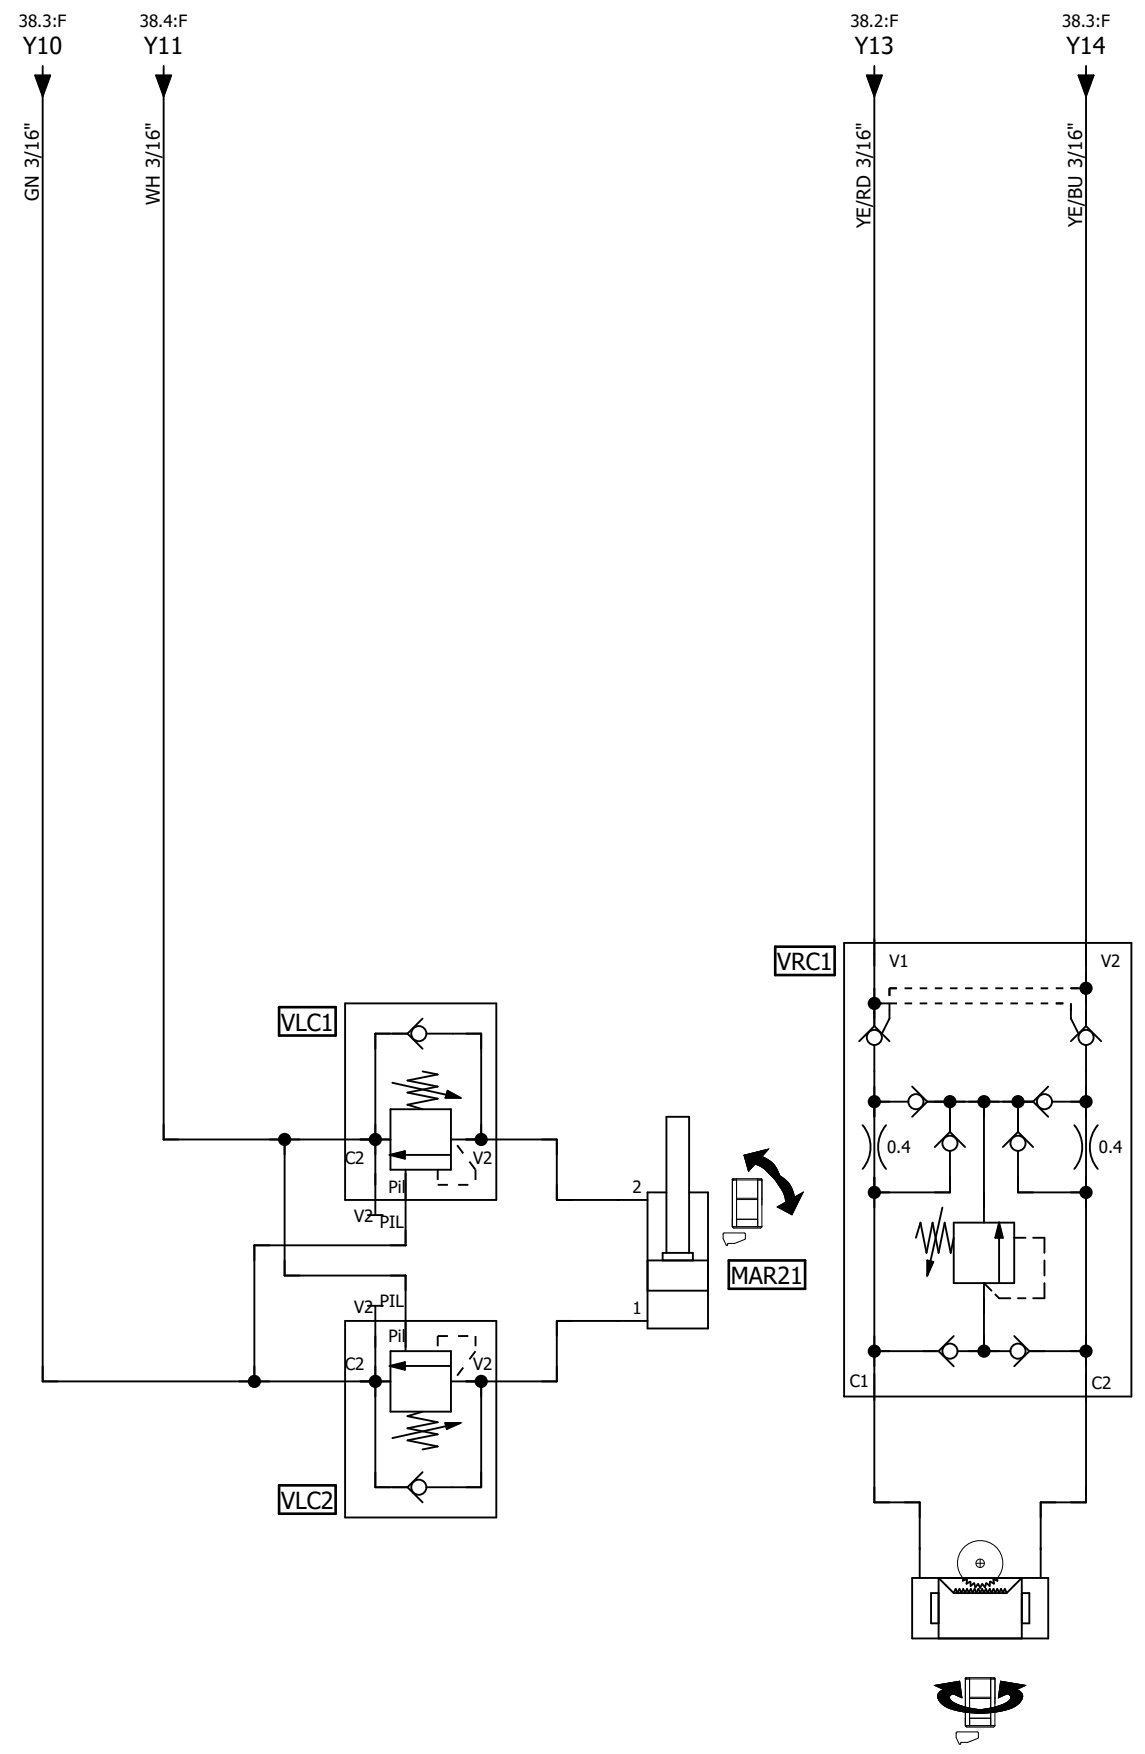 38.3:F
Y10
38.4:F
Y11
38.2:F
Y13
38.3:F
Y14
GN 3/16"
WH 3/16"
YE/RD 3/16"
YE/BU 3/16"
VRC1
V1
V2
VLC1
C2
V2
Pil
V2
PIL
0.4
0.4
2
MAR21
V2
PIL
1
Pil
C2
V2
VLC2
C1
C2